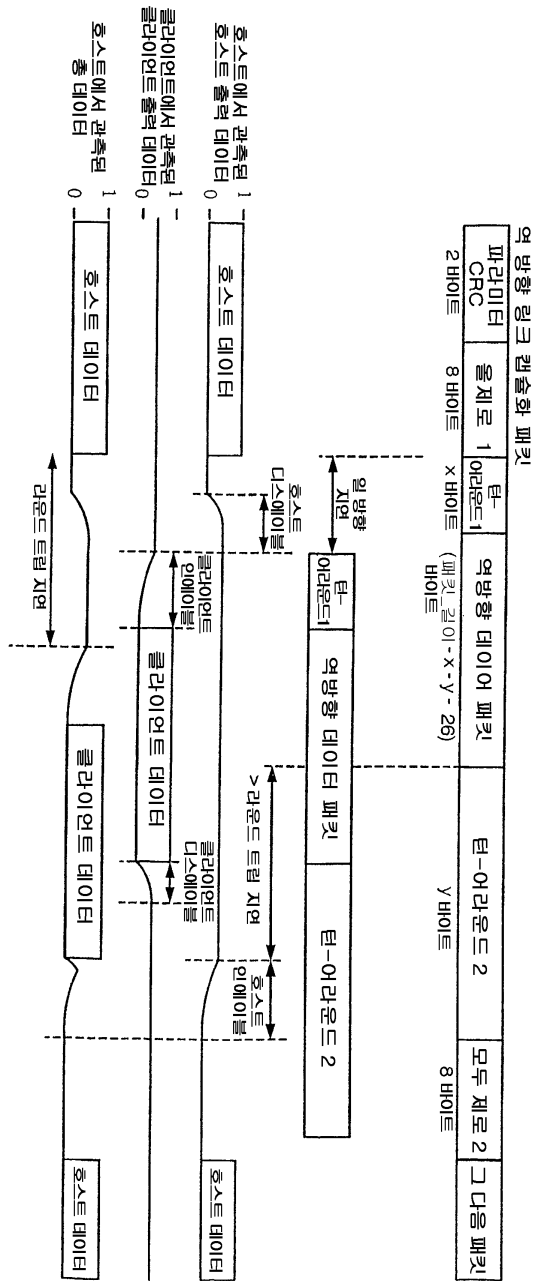 역 방향 링크 캡슐화 패킷
파라미터
CRC
올제로 1
턴-
어라운드1
역방향 데이어 패킷
턴-어라운드 2
모두 제로 2
그 다음 패킷
2 바이트
8 바이트
x 바이트
(패킷_길이 - x - y - 26)
바이트
y 바이트
8 바이트
일 방향
지연
턴-
어라운드1
역방향 데이터 패킷
턴-어라운드 2
호스트
디스에이블
> 라운드 트립 지연
호스트
인에이블
호스트에서 관측된
호스트 출력 데이터
1
0
호스트 데이터
클라이언트
인에이블
클라이언트
디스에이블
클라이언트에서 관측된
클라이언트 출력 데이터
1
0
클라이언트 데이터
호스트에서 관측된
총 데이터
1
0
호스트 데이터
클라이언트 데이터
호스트 데이터
라운드 트립 지연
호스트 데이터